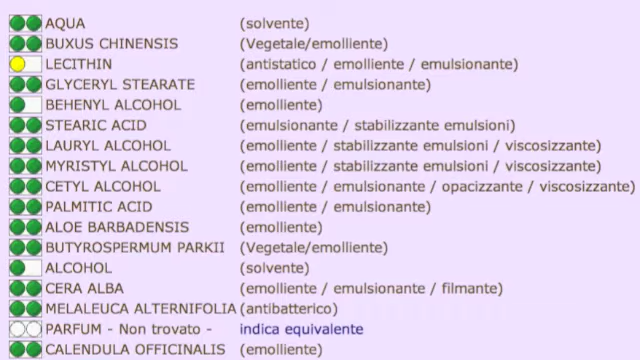 AQUA (solvente)
BUXUS CHINENSIS (Vegetale/emolliente)
LECITHIN (antistatico / emolliente / emulsionante)
GLYCERYL STEARATE (emolliente / emulsionante)
BEHENYL ALCOHOL (emolliente)
STEARIC ACID (emulsionante / stabilizzante emulsioni)
LAURYL ALCOHOL (emolliente / stabilizzante emulsioni / viscosizzante)
MYRISTYL ALCOHOL (emolliente / stabilizzante emulsioni / viscosizzante)
CETYL ALCOHOL (emolliente / emulsionante / opacizzante / viscosizzante)
PALMITIC ACID (emolliente / emulsionante)
ALOE BARBADENSIS (emolliente)
BUTYROSPERMUM PARKII (Vegetale/emolliente)
ALCOHOL (solvente)
CERA ALBA (emolliente / emulsionante / filmante)
MELALEUCA ALTERNIFOLIA (antibatterico)
PARFUM - Non trovato - indica equivalente
CALENDULA OFFICINALIS (emolliente)